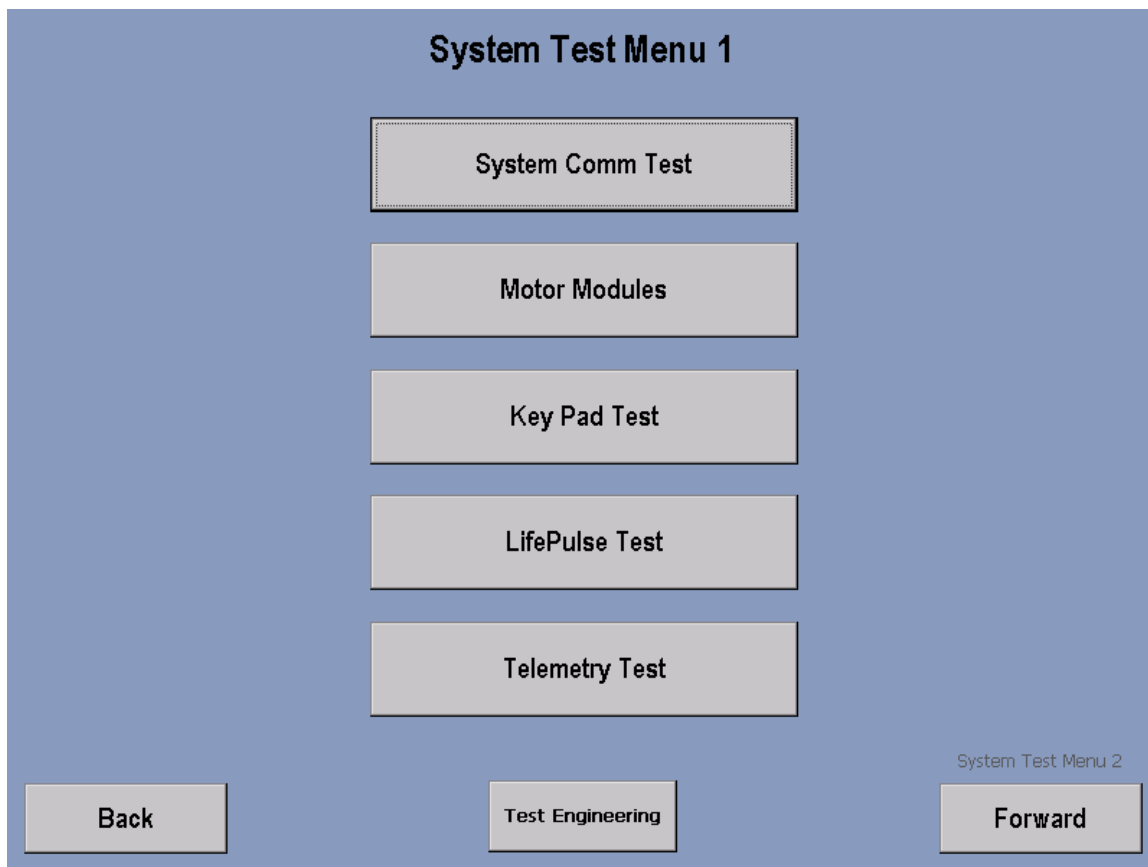 System Test Menu 1
System Comm Test
Motor Modules
Key Pad Test
LifePulse Test
Telemetry Test
System Test Menu 2
Back
Test Engineering
Forward